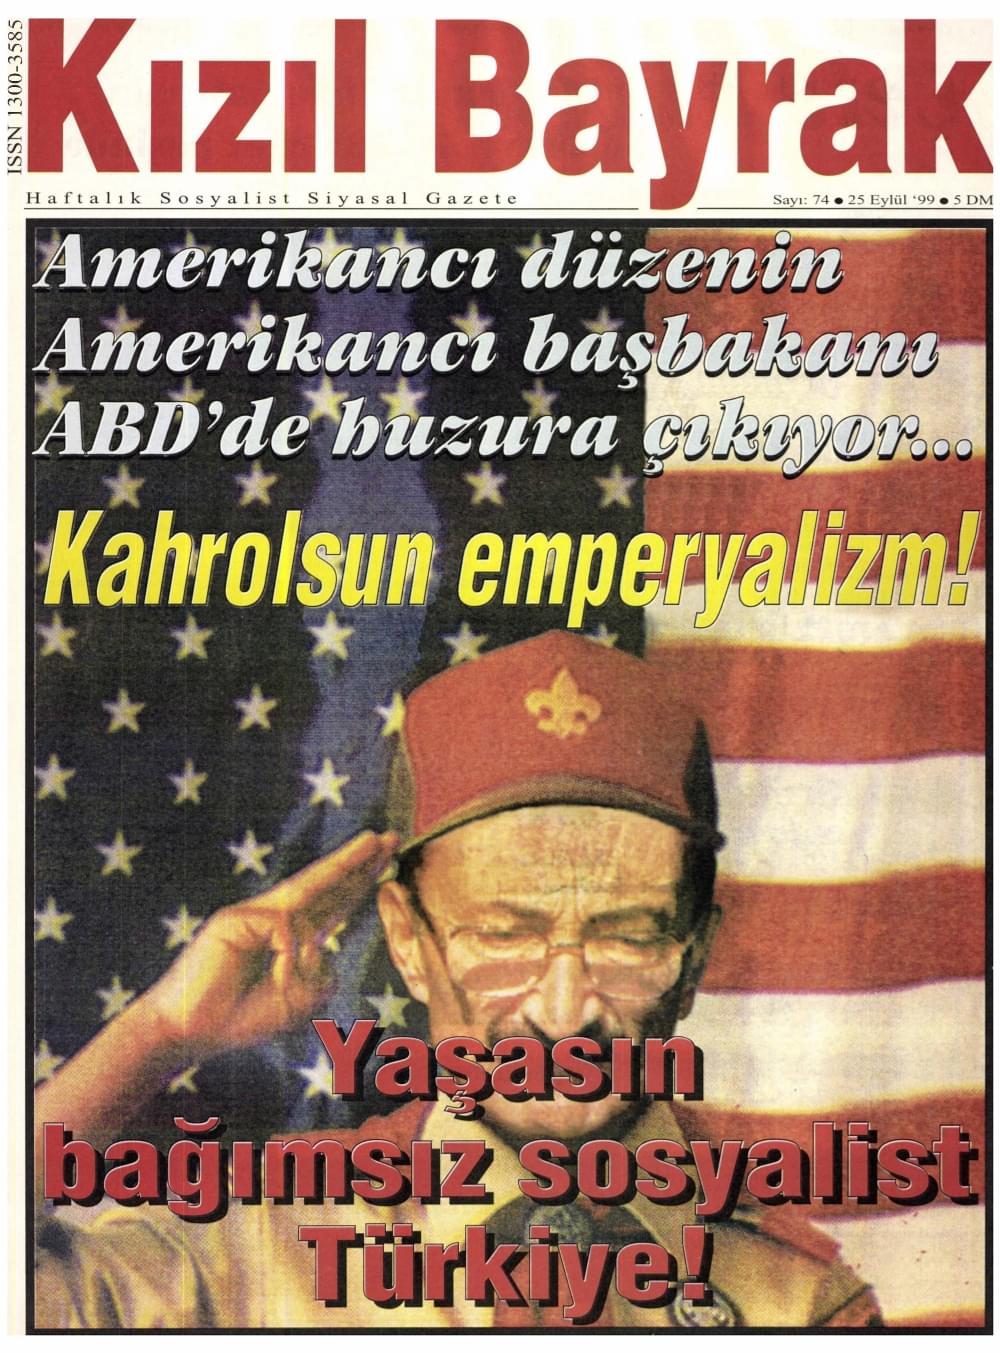 ISSN 1300-3585
Kızıl Bayrak
Haftalık Sosyalist Siyasal Gazete
Sayı: 74 ● 25 Eylül ‘99 ● 5 DM
Amerikancı düzenin
Amerikancı başbakanı
ABD’de huzura çıkıyor...
Kahrolsun emperyalizm!
Yaşasın
bağımsız sosyalist
Türkiye!